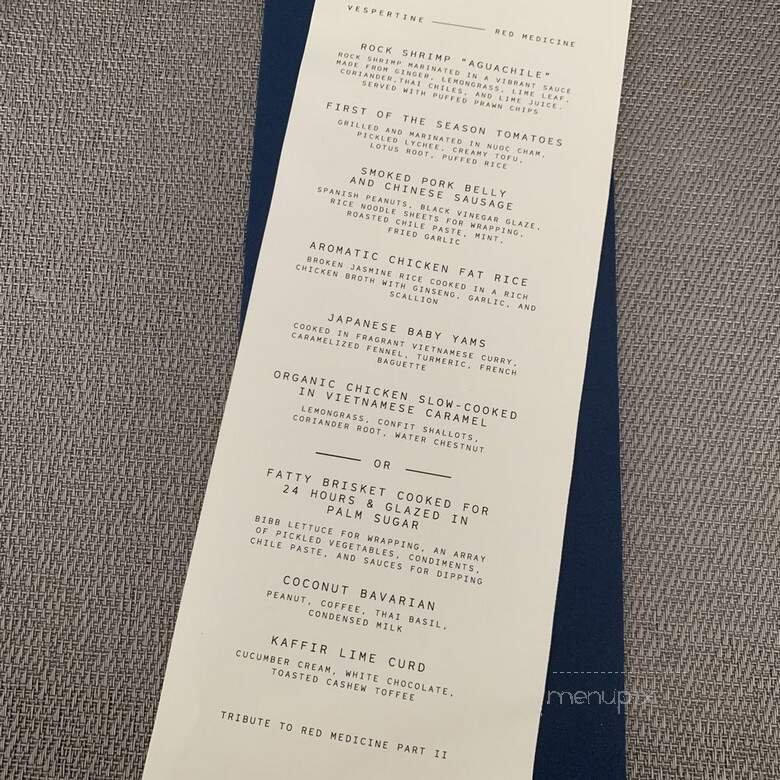 VESPERTINE RED MEDICINE
ROCK SHRIMP "AGUACHILE"
ROCK SHRIMP MARINATED IN A VIBRANT SAUCE
MADE FROM GINGER, LEMONGRASS, LIME LEAF,
CORIANDER,THAI CHILES, AND LIME JUICE.
SERVED WITH PUFFED PRAWN CHIPS
FIRST OF THE SEASON TOMATOES
GRILLED AND MARINATED IN NUOC CHAM,
PICKLED LYCHEE, CREAMY TOFU,
LOTUS ROOT, PUFFED RICE
SMOKED PORK BELLY
AND CHINESE SAUSAGE
SPANISH PEANUTS, BLACK VINEGAR GLAZE,
RICE NOODLE SHEETS FOR WRAPPING,
ROASTED CHILE PASTE, MINT,
FRIED GARLIC
AROMATIC CHICKEN FAT RICE
BROKEN JASMINE RICE COOKED IN A RICH
CHICKEN BROTH WITH GINSENG, GARLIC, AND
SCALLION
JAPANESE BABY YAMS
COOKED IN FRAGRANT VIETNAMESE CURRY,
CARAMELIZED FENNEL, TURMERIC, FRENCH
BAGUETTE
ORGANIC CHICKEN SLOW-COOKED
IN VIETNAMESE CARAMEL
LEMONGRASS, CONFIT SHALLOTS,
CORIANDER ROOT, WATER CHESTNUT
OR
FATTY BRISKET COOKED FOR
24 HOURS & GLAZED IN
PALM SUGAR
BIBB LETTUCE FOR WRAPPING, AN ARRAY
OF PICKLED VEGETABLES, CONDIMENTS,
CHILE PASTE, AND SAUCES FOR DIPPING
COCONUT BAVARIAN
PEANUT, COFFEE, THAI BASIL,
CONDENSED MILK
KAFFIR LIME CURD
CUCUMBER CREAM, WHITE CHOCOLATE,
TOASTED CASHEW TOFFEE
TRIBUTE TO RED MEDICINE PART II
menupix